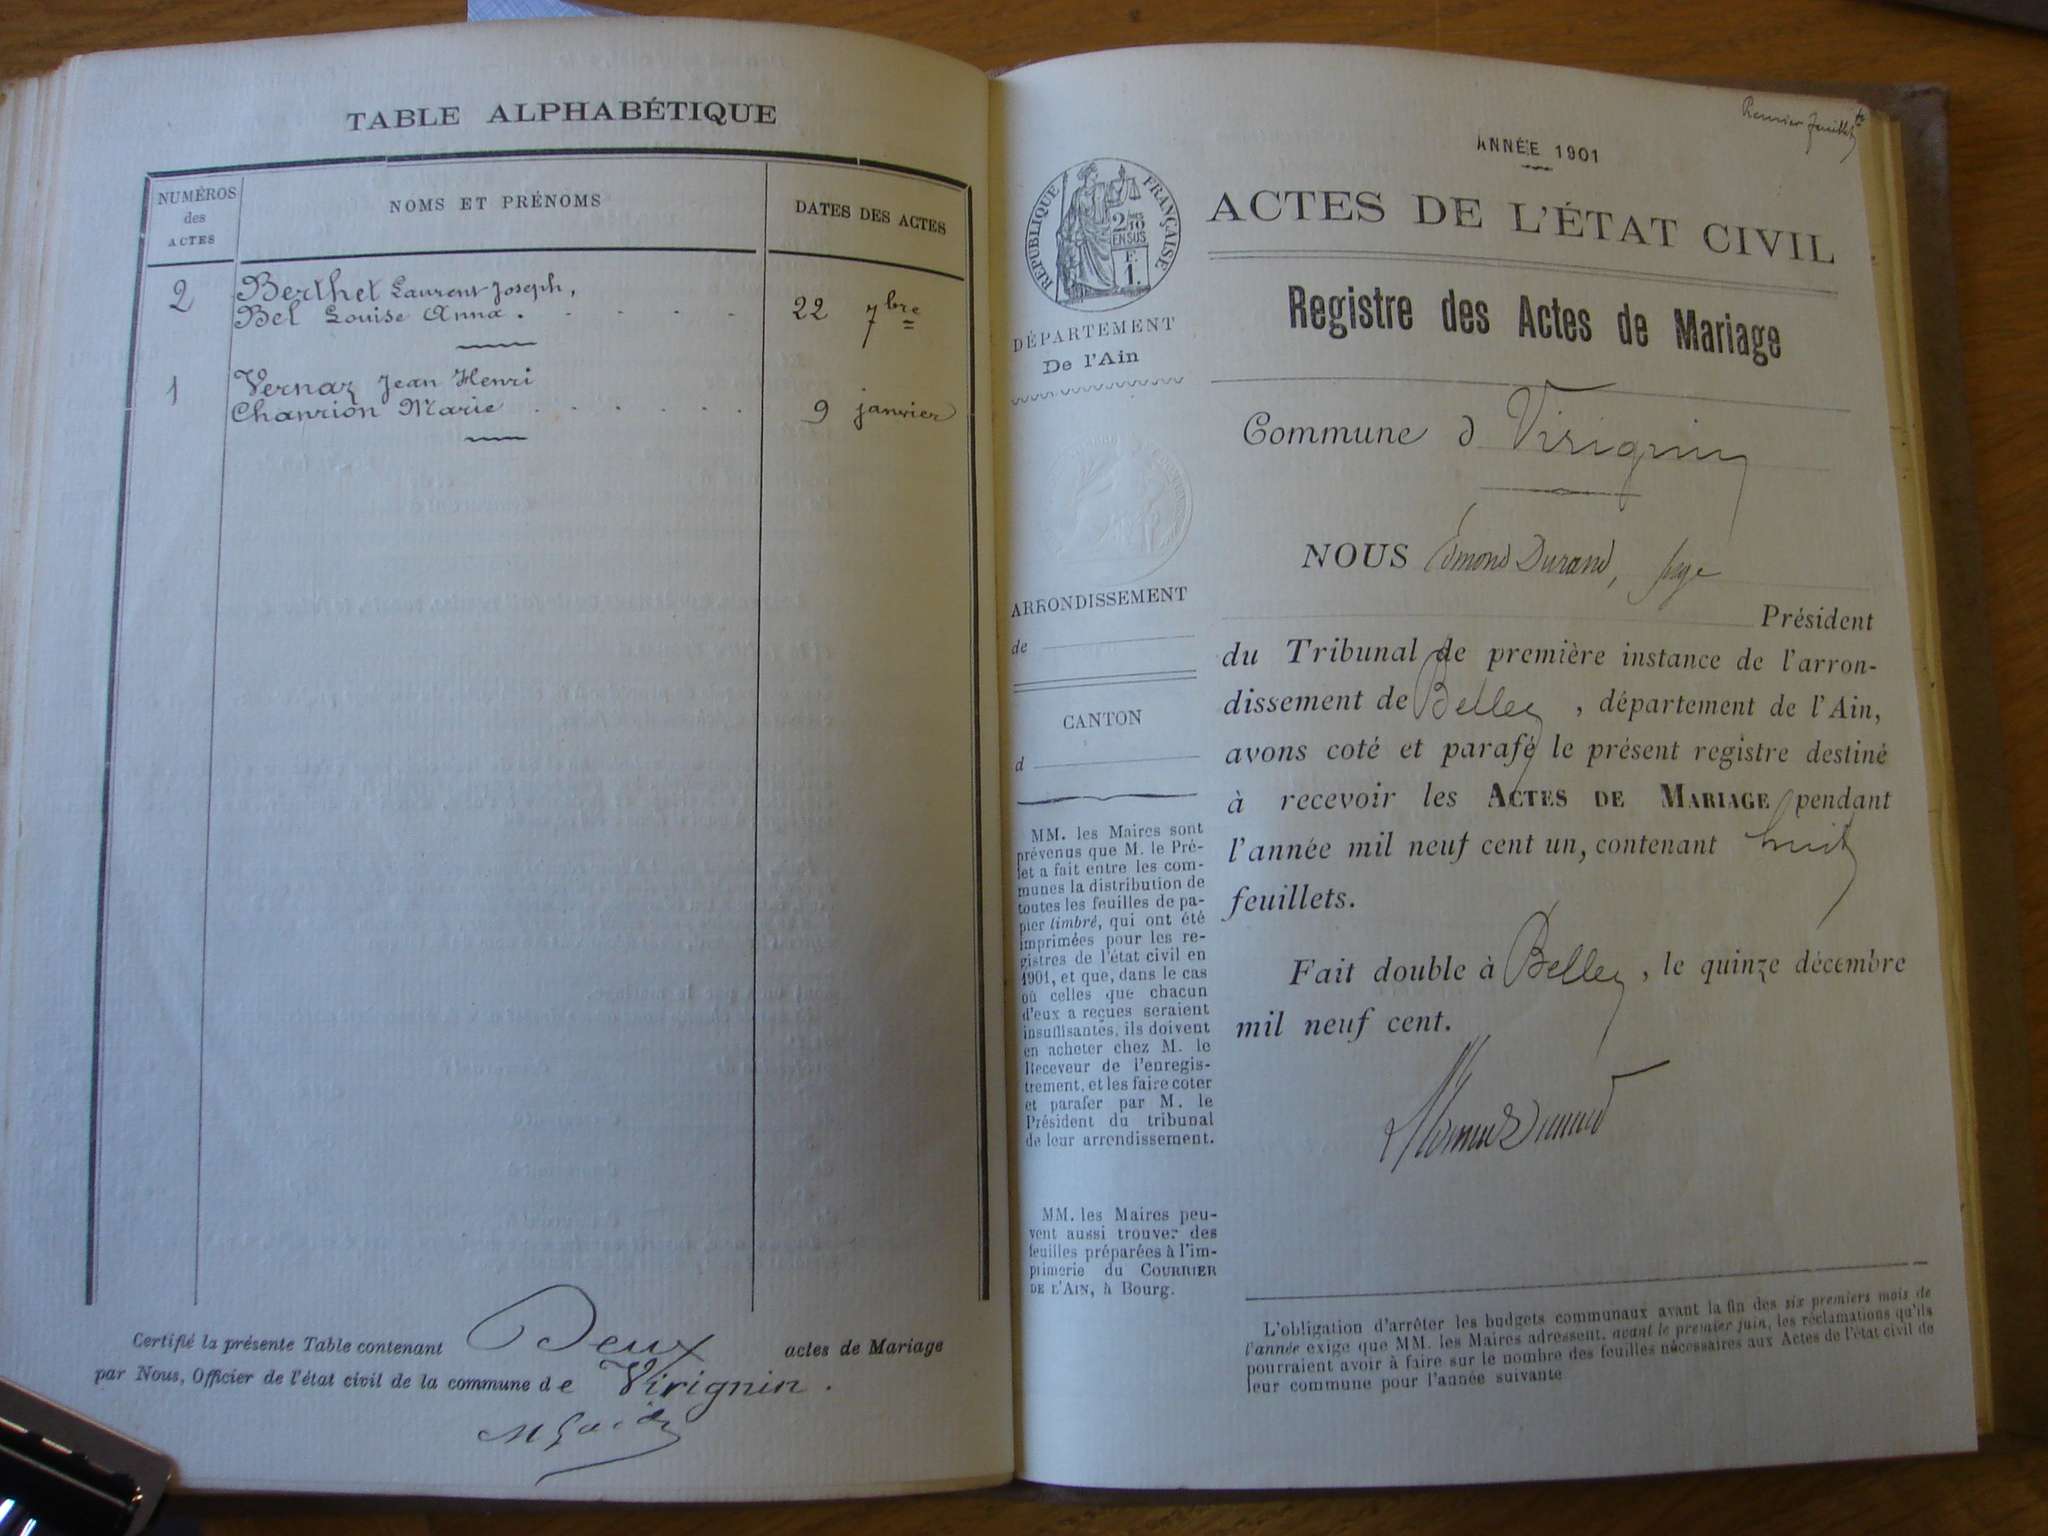 TABLE ALPHABÉTIQUE
NUMÉROS
des
ACTES
NOMS ET PRÉNOMS
DATES DES ACTES
2
Berthet Laurent Joseph,
Bel Louise Anna . . . . . 22 7bre
1
Vernaz Jean Henri
Chanrion Marie . . . . . . 9 janvier
Certifié la présente Table contenant Deux actes de Mariage
par Nous, Officier de l'état civil de la commune de Virignin.
Premier feuillet
ANNÉE 1901
RÉPUBLIQUE FRANÇAISE
2/10
EN SUS
F.
1.
ACTES DE L'ÉTAT CIVIL
Registre des Actes de Mariage
DÉPARTEMENT
De l'Ain
Commune d Virignin
NOUS Edmond Durand, juge
Président
ARRONDISSEMENT
de
CANTON
d
du Tribunal de première instance de l'arron-
dissement de Belley, département de l'Ain,
avons coté et parafé le présent registre destiné
à recevoir les ACTES DE MARIAGE pendant
l'année mil neuf cent un, contenant huit
feuillets.
Fait double à Belley, le quinze décembre
mil neuf cent.
MM. les Maires sont
prévenus que M. le Pré-
fet a fait entre les com-
munes la distribution de
toutes les feuilles de pa-
pier timbré, qui ont été
imprimées pour les re-
gistres de l'état civil en
1901, et que, dans le cas
où celles que chacun
d'eux a reçues seraient
insuffisantes, ils doivent
en acheter chez M. le
Receveur de l'enregis-
trement, et les faire coter
et parafer par M. le
Président du tribunal
de leur arrondissement.
MM. les Maires peu-
vent aussi trouver des
feuilles préparées à l'im-
primerie du COURRIER
DE L'AIN, à Bourg.
L'obligation d'arrêter les budgets communaux avant la fin des six premiers mois de
l'année exige que MM. les Maires adressent, avant le premier juin, les réclamations qu'ils
pourraient avoir à faire sur le nombre des feuilles nécessaires aux Actes de l'état civil de
leur commune pour l'année suivante